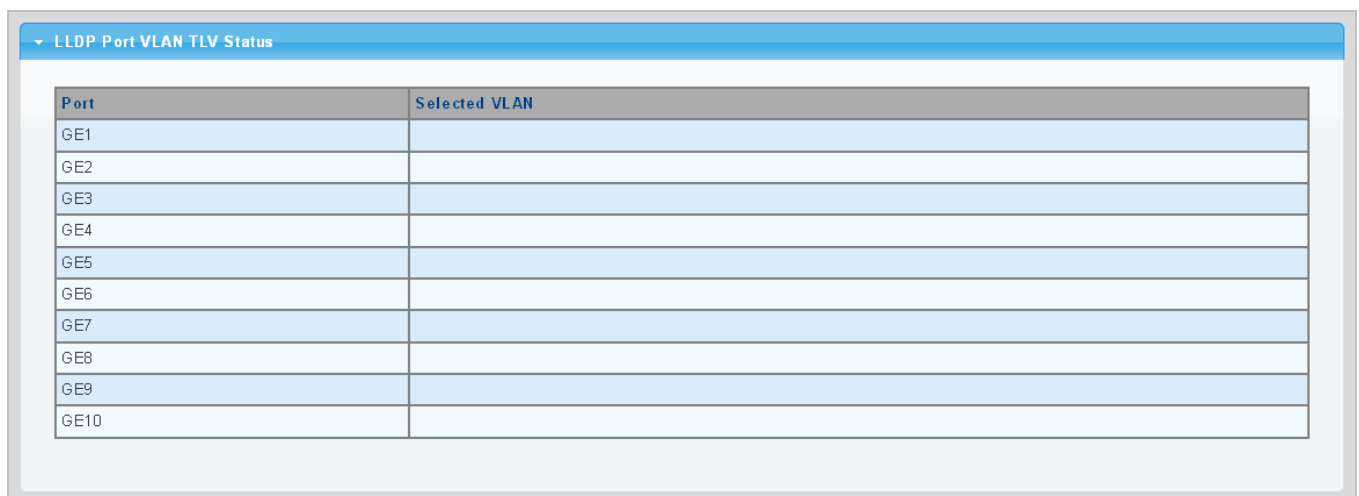 LLDP Port VLAN TLV Status
Port Selected VLAN
GE1
GE2
GE3
GE4
GE5
GE6
GE7
GE8
GE9
GE10